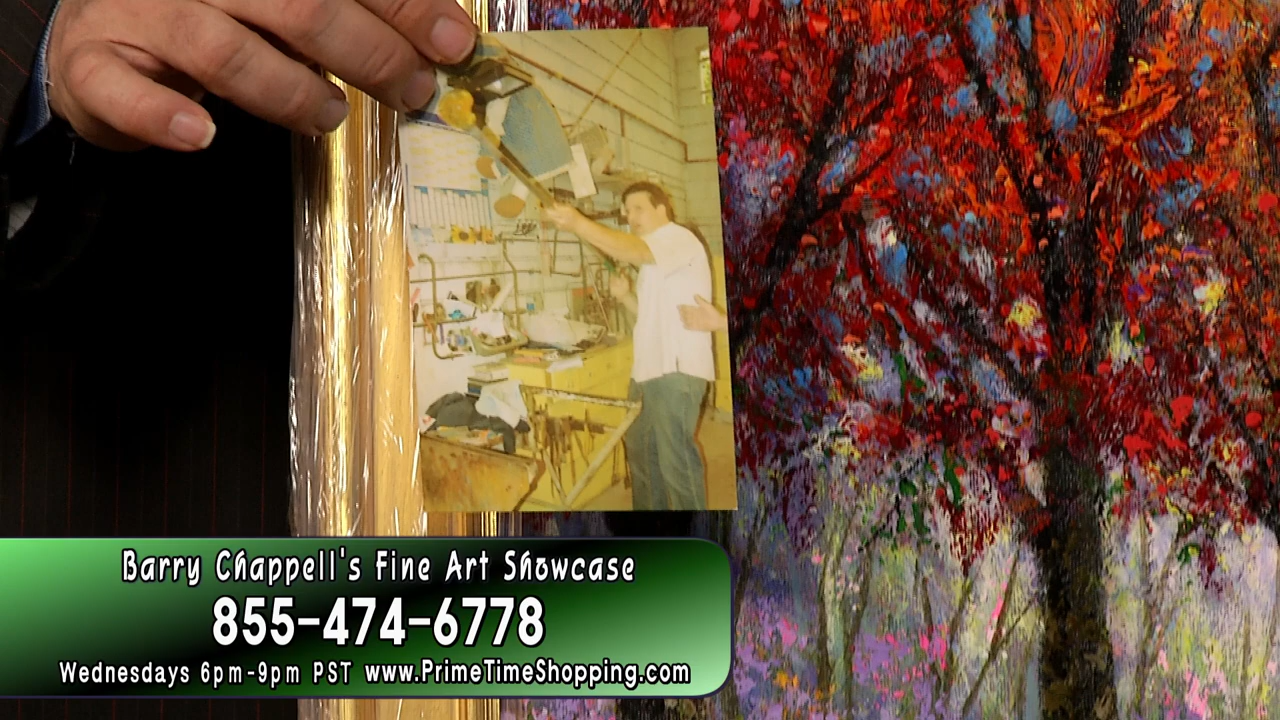 Barry Chappell's Fine Art Showcase
855-474-6778
Wednesdays 6pm-9pm PST www.PrimeTimeShopping.com